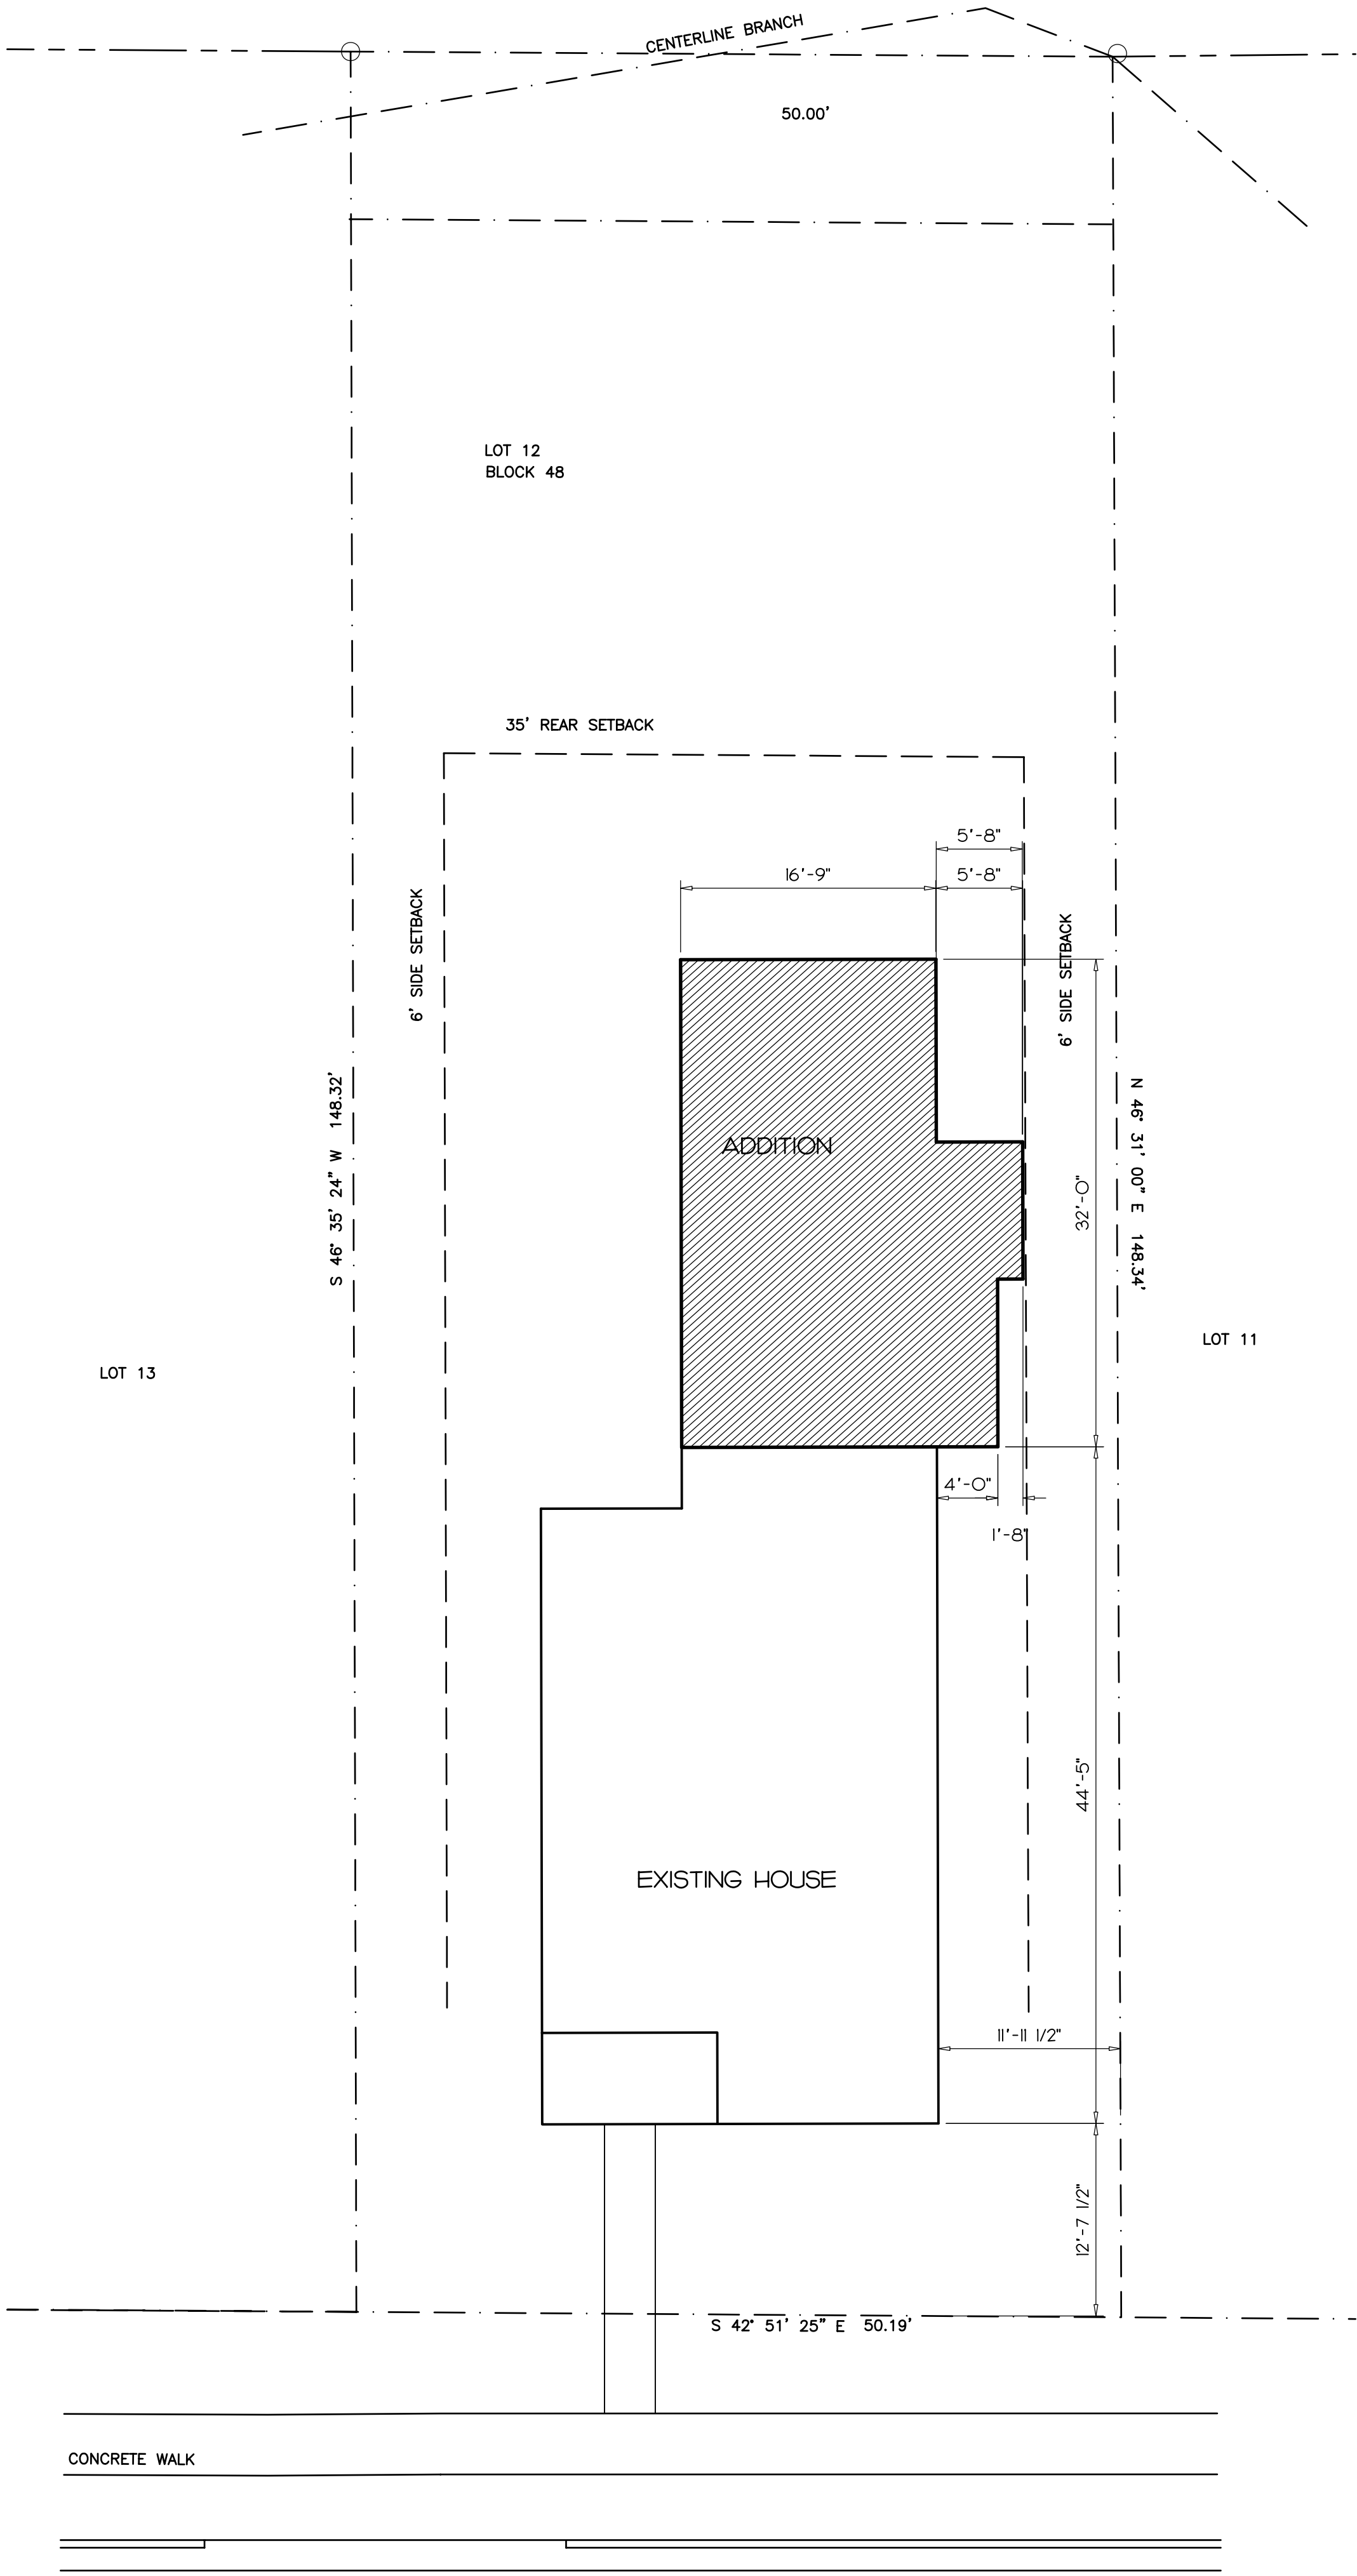 CENTERLINE BRANCH
50.00'
LOT 12
BLOCK 48
35' REAR SETBACK
5'-8"
16'-9"
5'-8"
6' SIDE SETBACK
6' SIDE SETBACK
S 46° 35' 24" W 148.32'
N 46° 31' 00" E 148.34'
ADDITION
32'-0"
LOT 11
LOT 13
4'-0"
1'-8"
44'-5"
EXISTING HOUSE
11'-11 1/2"
12'-7 1/2"
S 42° 51' 25" E 50.19'
CONCRETE WALK